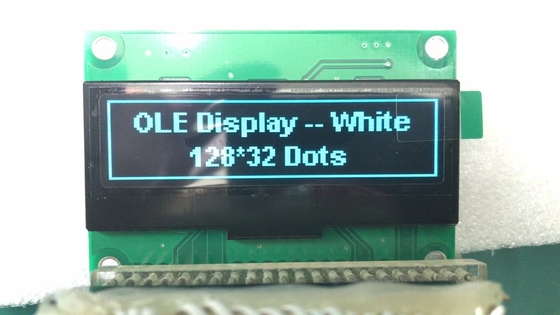 OLE Display -- White
128*32 Dots